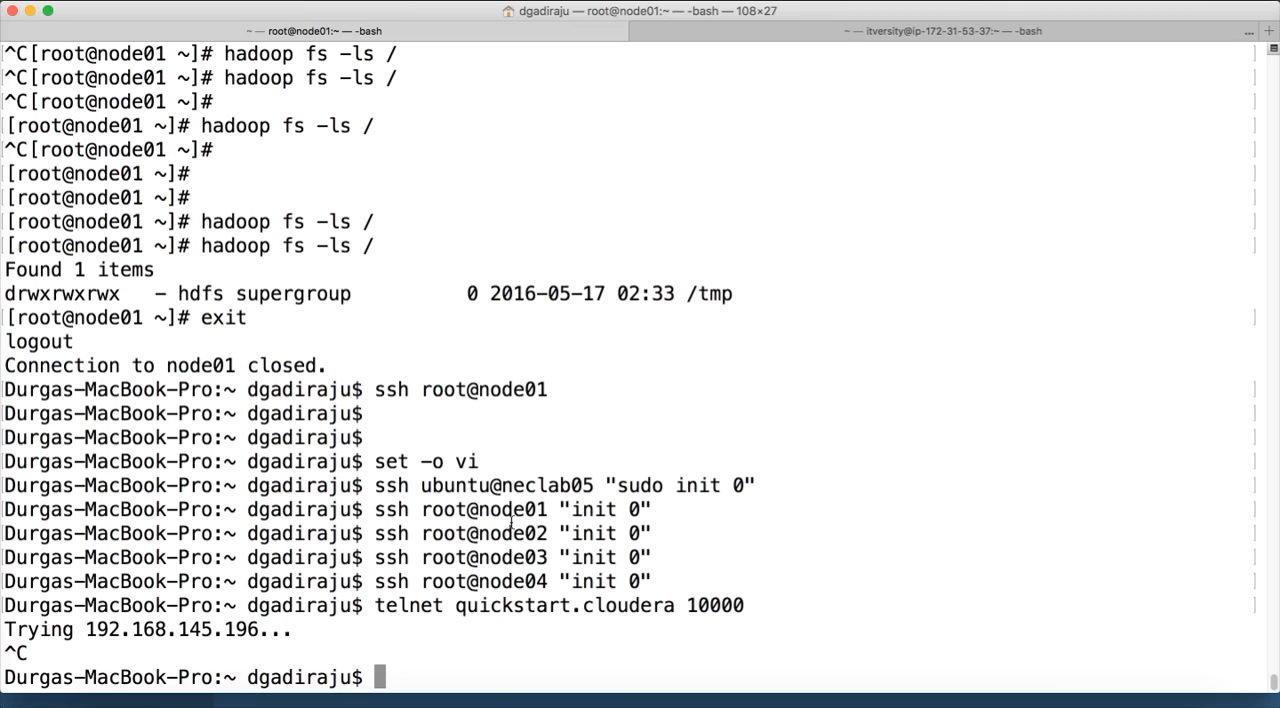 dgadiraju — root@node01:~ — -bash — 108×27
~ — root@node01:~ — -bash
~ — itversity@ip-172-31-53-37:~ — -bash
... +
^C[root@node01 ~]# hadoop fs -ls /
^C[root@node01 ~]# hadoop fs -ls /
^C[root@node01 ~]#
[root@node01 ~]# hadoop fs -ls /
^C[root@node01 ~]#
[root@node01 ~]#
[root@node01 ~]#
[root@node01 ~]# hadoop fs -ls /
[root@node01 ~]# hadoop fs -ls /
Found 1 items
drwxrwxrwx - hdfs supergroup 0 2016-05-17 02:33 /tmp
[root@node01 ~]# exit
logout
Connection to node01 closed.
Durgas-MacBook-Pro:~ dgadiraju$ ssh root@node01
Durgas-MacBook-Pro:~ dgadiraju$
Durgas-MacBook-Pro:~ dgadiraju$
Durgas-MacBook-Pro:~ dgadiraju$ set -o vi
Durgas-MacBook-Pro:~ dgadiraju$ ssh ubuntu@neclab05 "sudo init 0"
Durgas-MacBook-Pro:~ dgadiraju$ ssh root@node01 "init 0"
Durgas-MacBook-Pro:~ dgadiraju$ ssh root@node02 "init 0"
Durgas-MacBook-Pro:~ dgadiraju$ ssh root@node03 "init 0"
Durgas-MacBook-Pro:~ dgadiraju$ ssh root@node04 "init 0"
Durgas-MacBook-Pro:~ dgadiraju$ telnet quickstart.cloudera 10000
Trying 192.168.145.196...
^C
Durgas-MacBook-Pro:~ dgadiraju$